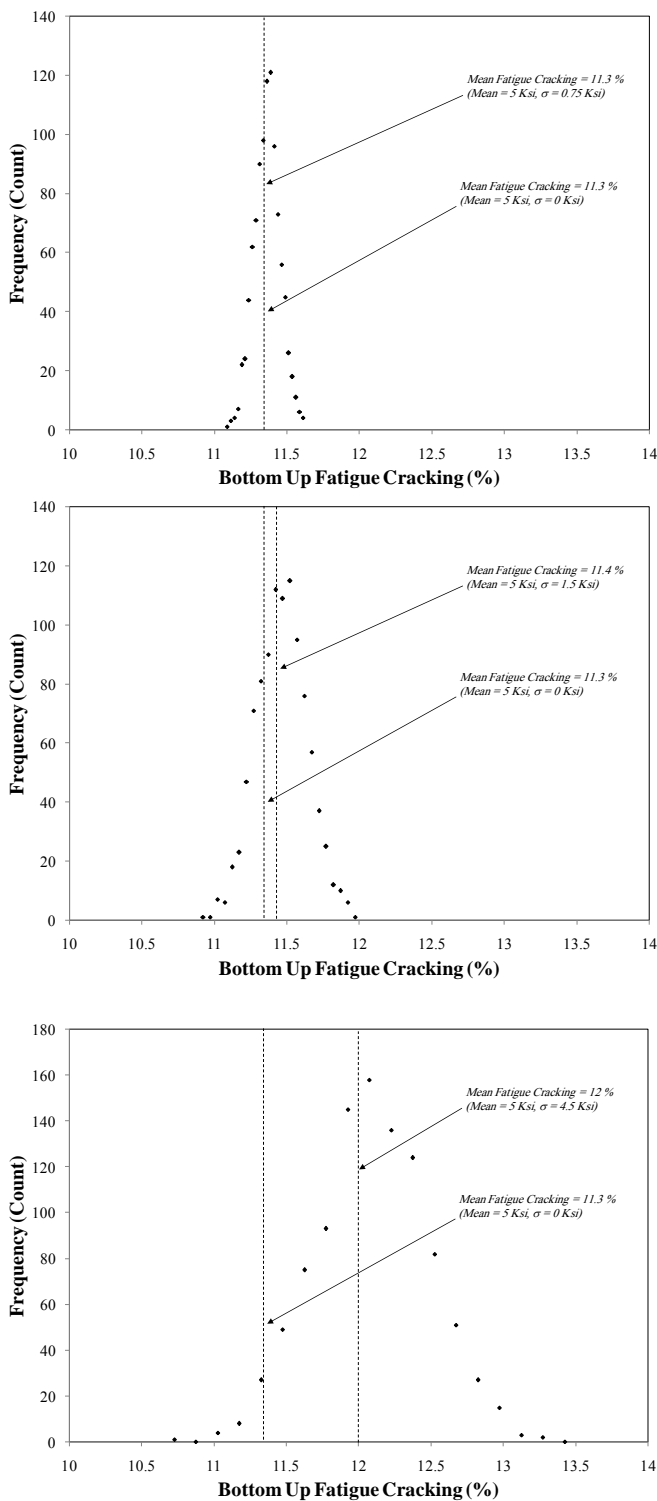 140
120
100
80
60
40
20
0
Frequency (Count)
Mean Fatigue Cracking = 11.3 %
(Mean = 5 Ksi, σ = 0.75 Ksi)
Mean Fatigue Cracking = 11.3 %
(Mean = 5 Ksi, σ = 0 Ksi)
10 10.5 11 11.5 12 12.5 13 13.5 14
Bottom Up Fatigue Cracking (%)
140
120
100
80
60
40
20
0
Frequency (Count)
Mean Fatigue Cracking = 11.4 %
(Mean = 5 Ksi, σ = 1.5 Ksi)
Mean Fatigue Cracking = 11.3 %
(Mean = 5 Ksi, σ = 0 Ksi)
10 10.5 11 11.5 12 12.5 13 13.5 14
Bottom Up Fatigue Cracking (%)
180
160
140
120
100
80
60
40
20
0
Frequency (Count)
Mean Fatigue Cracking = 12 %
(Mean = 5 Ksi, σ = 4.5 Ksi)
Mean Fatigue Cracking = 11.3 %
(Mean = 5 Ksi, σ = 0 Ksi)
10 10.5 11 11.5 12 12.5 13 13.5 14
Bottom Up Fatigue Cracking (%)